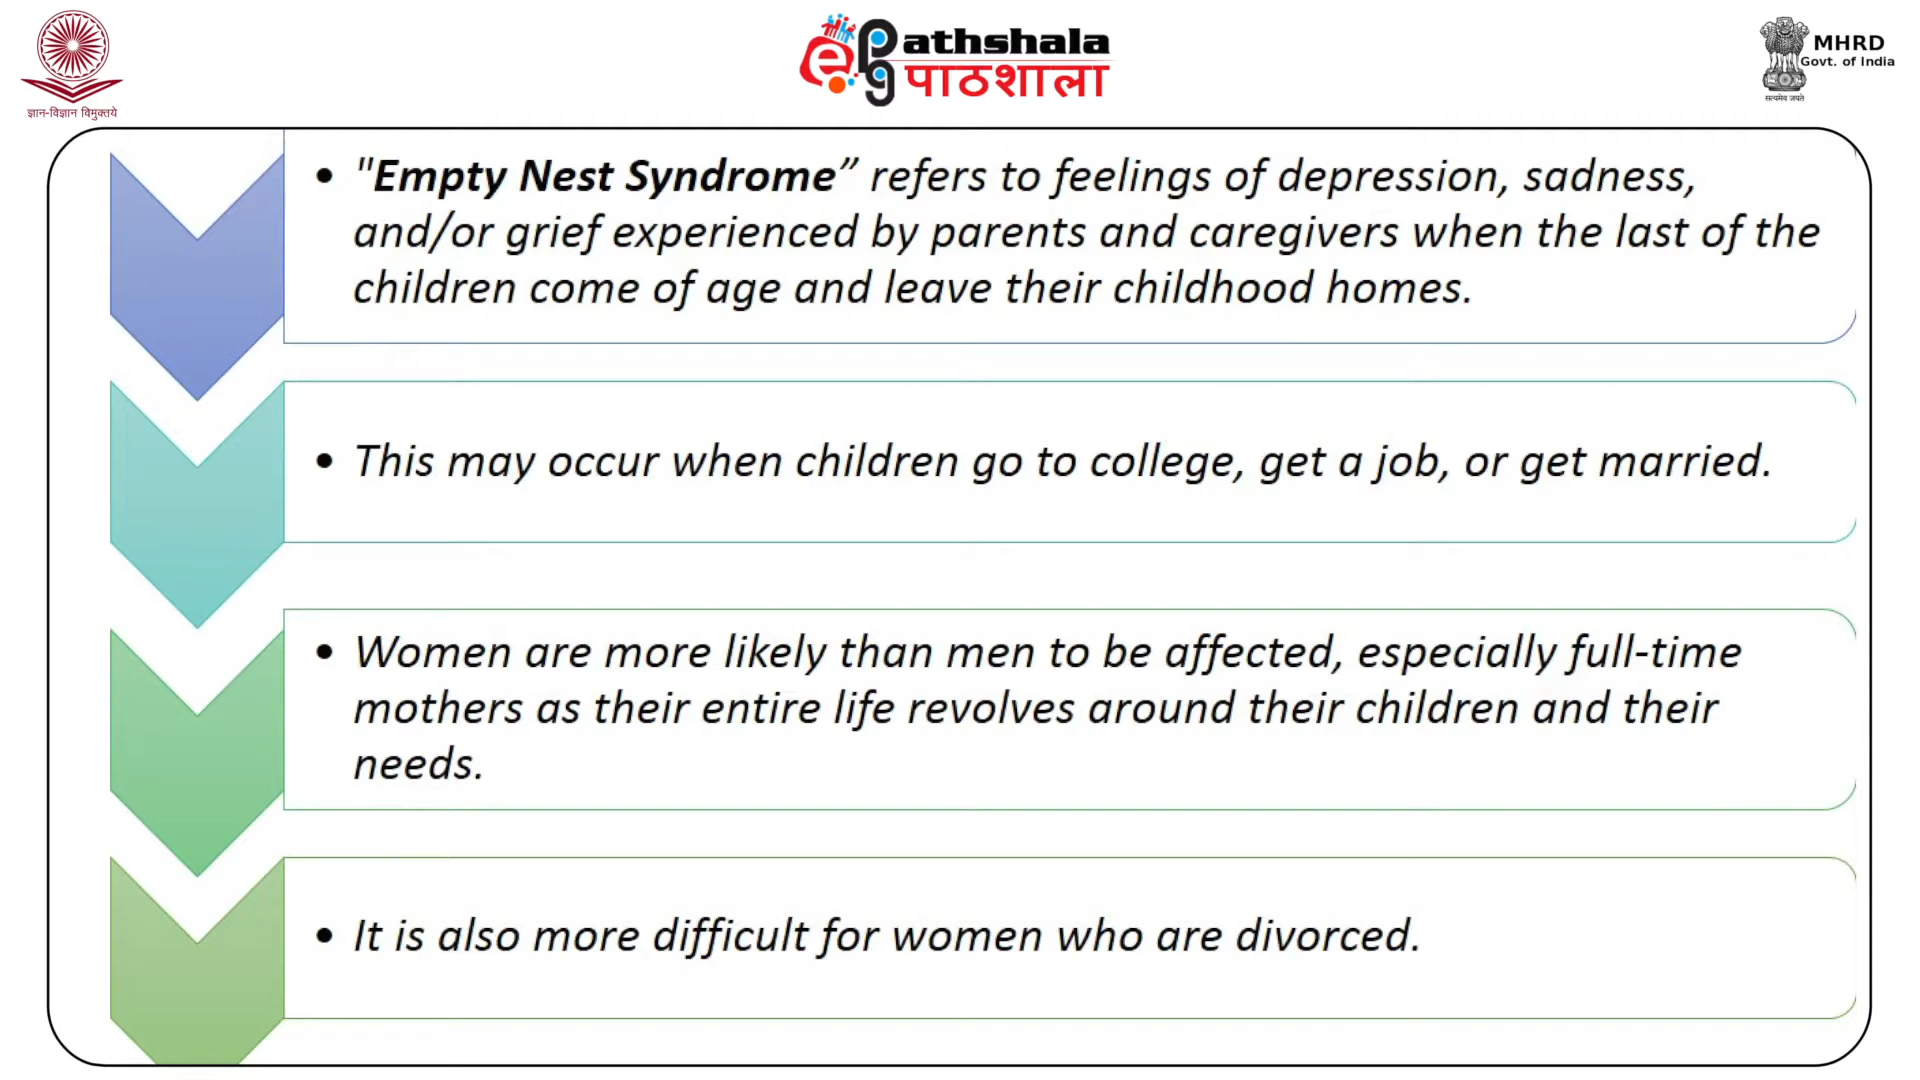 ज्ञान-विज्ञान विमुक्तये
e
pg
athshala
पाठशाला
MHRD
Govt. of India
सत्यमेव जयते
• "Empty Nest Syndrome” refers to feelings of depression, sadness,
and/or grief experienced by parents and caregivers when the last of the
children come of age and leave their childhood homes.
• This may occur when children go to college, get a job, or get married.
• Women are more likely than men to be affected, especially full-time
mothers as their entire life revolves around their children and their
needs.
• It is also more difficult for women who are divorced.